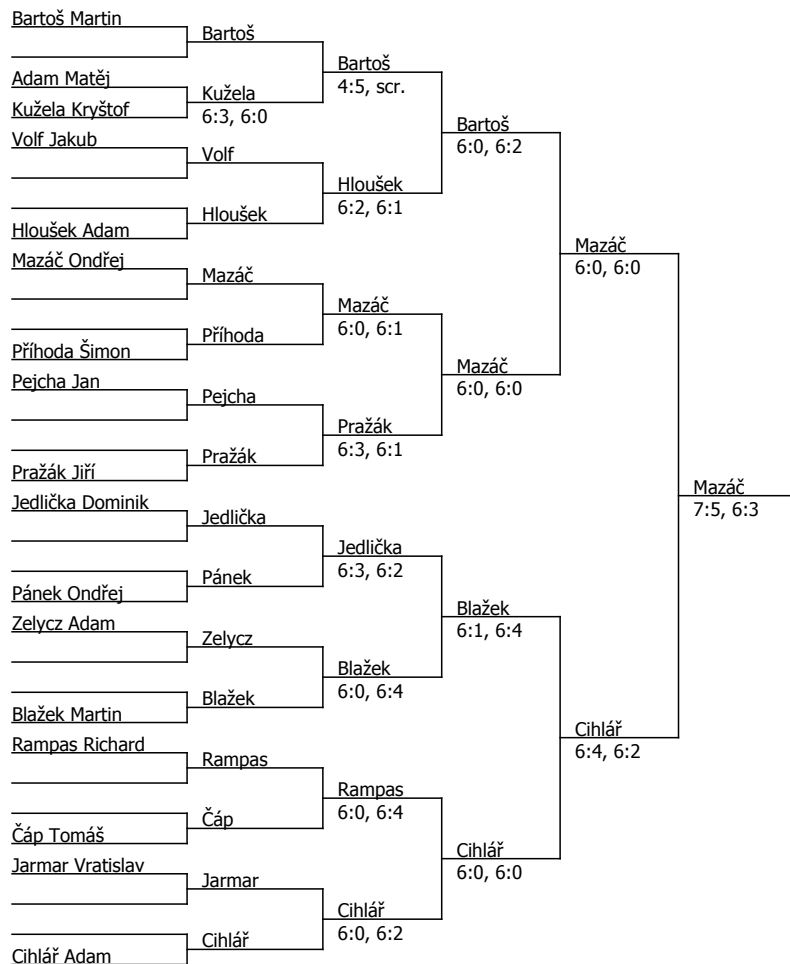 Bartoš Martin
Adam Matěj
Kužela Kryštof
Volf Jakub
Hloušek Adam
Mazáč Ondřej
Příhoda Šimon
Pejcha Jan
Pražák Jiří
Jedlička Dominik
Pánek Ondřej
Zelycz Adam
Blažek Martin
Rampas Richard
Čáp Tomáš
Jarmar Vratislav
Cihlář Adam
Bartoš
Kužela
6:3, 6:0
Volf
Hloušek
Mazáč
Příhoda
Pejcha
Pražák
Jedlička
Pánek
Zelycz
Blažek
Rampas
Čáp
Jarmar
Cihlář
Bartoš
4:5, scr.
Hloušek
6:2, 6:1
Mazáč
6:0, 6:1
Pražák
6:3, 6:1
Jedlička
6:3, 6:2
Blažek
6:0, 6:4
Rampas
6:0, 6:4
Cihlář
6:0, 6:2
Bartoš
6:0, 6:2
Mazáč
6:0, 6:0
Blažek
6:1, 6:4
Cihlář
6:0, 6:0
Mazáč
6:0, 6:0
Cihlář
6:4, 6:2
Mazáč
7:5, 6:3